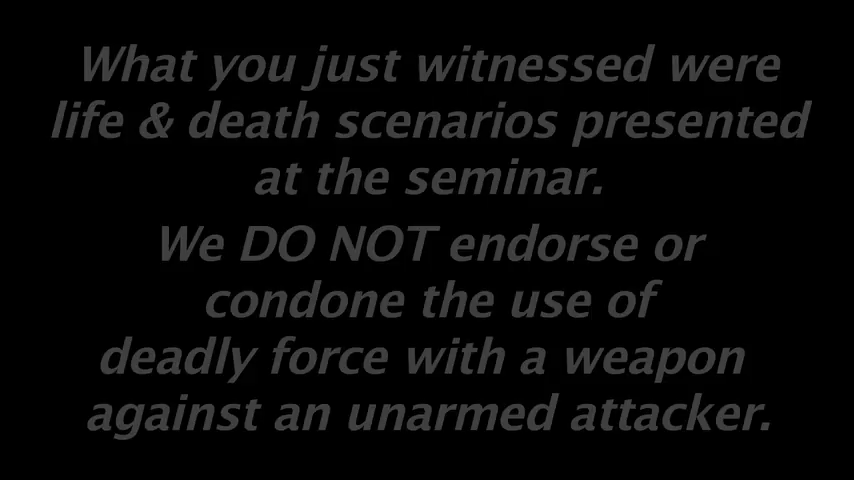 What you just witnessed were
life & death scenarios presented
at the seminar.
We DO NOT endorse or
condone the use of
deadly force with a weapon
against an unarmed attacker.